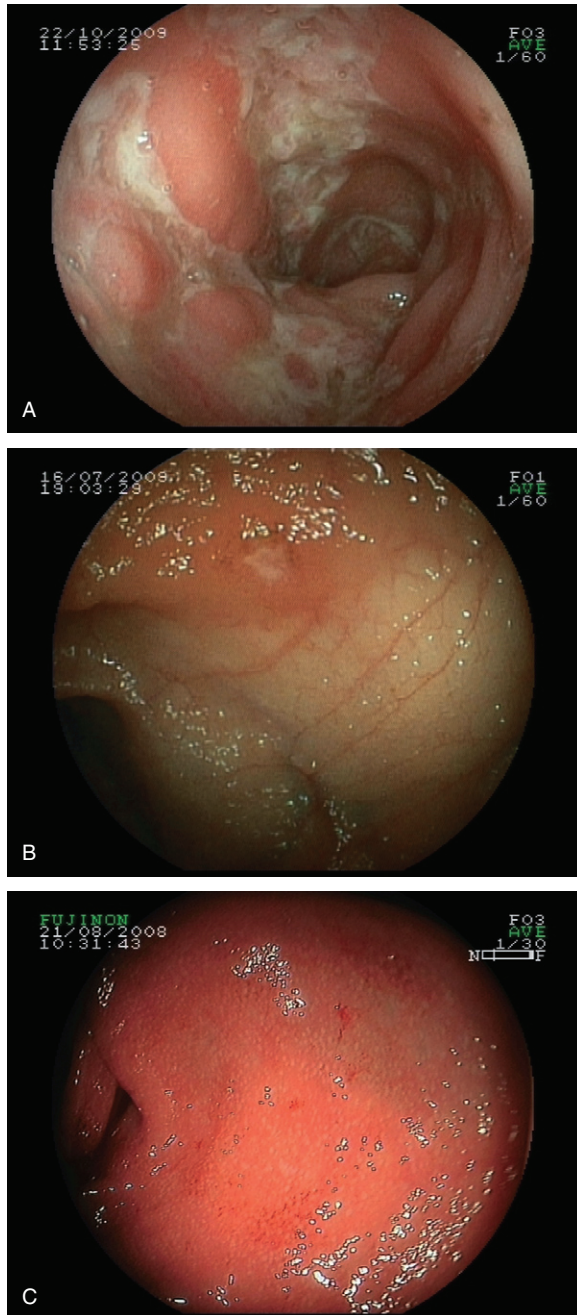 22/10/2009
11:53:25
F03
AVE
1/60
A
16/07/2009
19:03:29
F01
AVE
1/60
B
FUJINON
21/08/2008
10:31:43
F03
AVE
1/30
N F
C